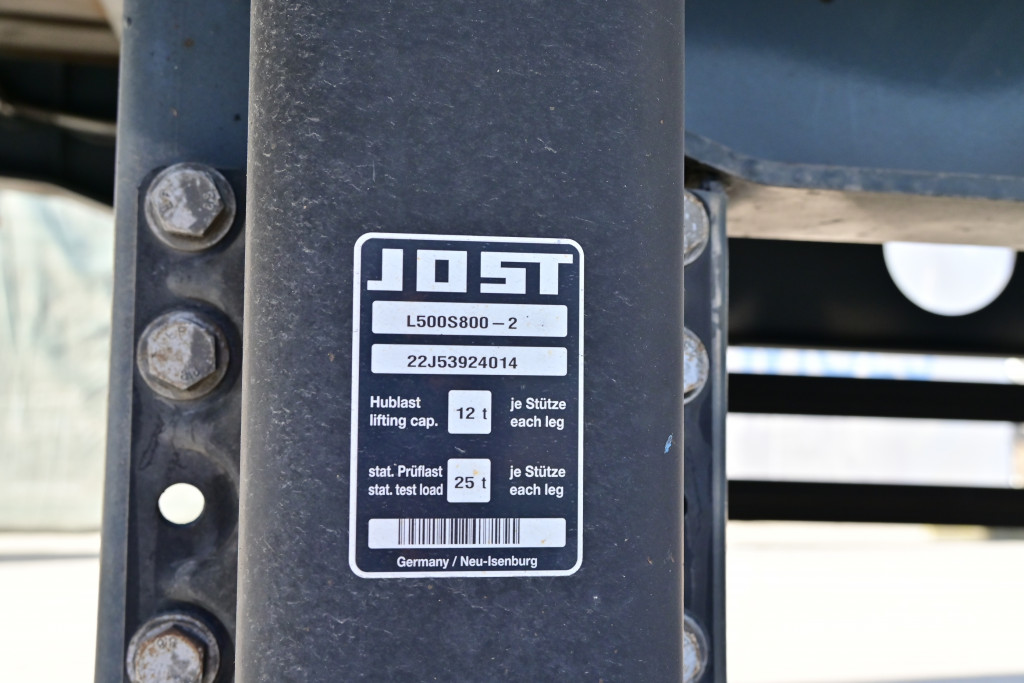 JOST
L500S800-2
22J53924014
Hublast 12 t je Stütze
lifting cap. each leg
stat. Prüflast 25 t je Stütze
stat. test load each leg
Germany / Neu-Isenburg